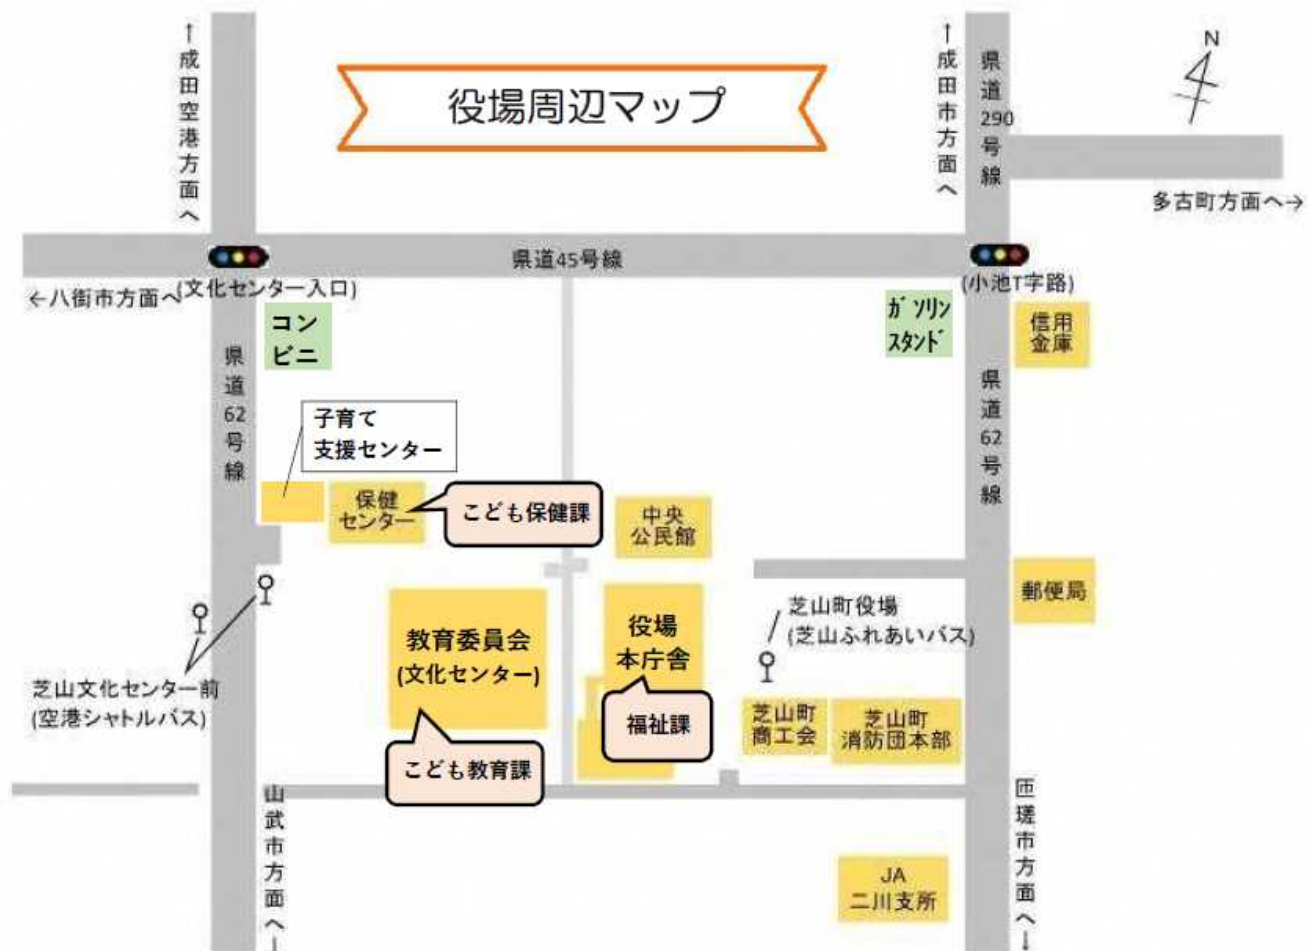 役場周辺マップ
↑成田空港方面へ
↑成田市方面へ
県道290号線
N
多古町方面へ→
県道45号線
(文化センター入口)
←八街市方面へ
(小池T字路)
コン
ビニ
ガソリン
スタンド
信用
金庫
県道62号線
県道62号線
子育て
支援センター
保健
センター
こども保健課
中央
公民館
郵便局
芝山町役場
(芝山ふれあいバス)
教育委員会
(文化センター)
役場
本庁舎
芝山文化センター前
(空港シャトルバス)
福祉課
芝山町
商工会
芝山町
消防団本部
こども教育課
山武市方面へ↓
匝瑳市方面へ↓
JA
二川支所